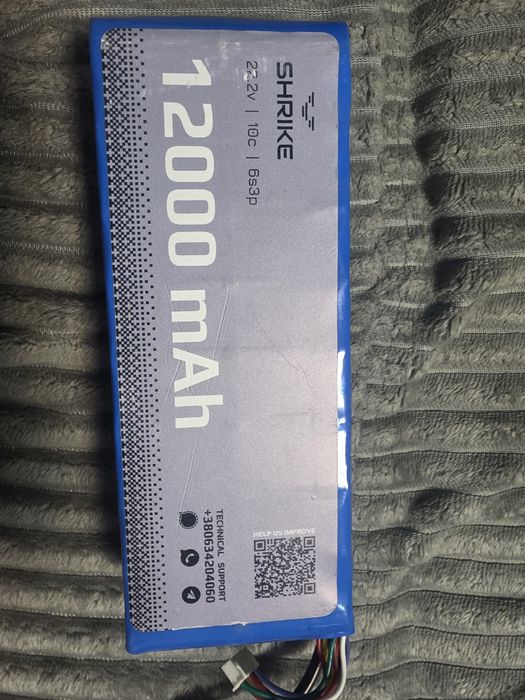 SHRIKE
22,2v | 10c | 6s3p
12000 mAh
HELP US IMPROVE
TECHNICAL SUPPORT
+380634204060